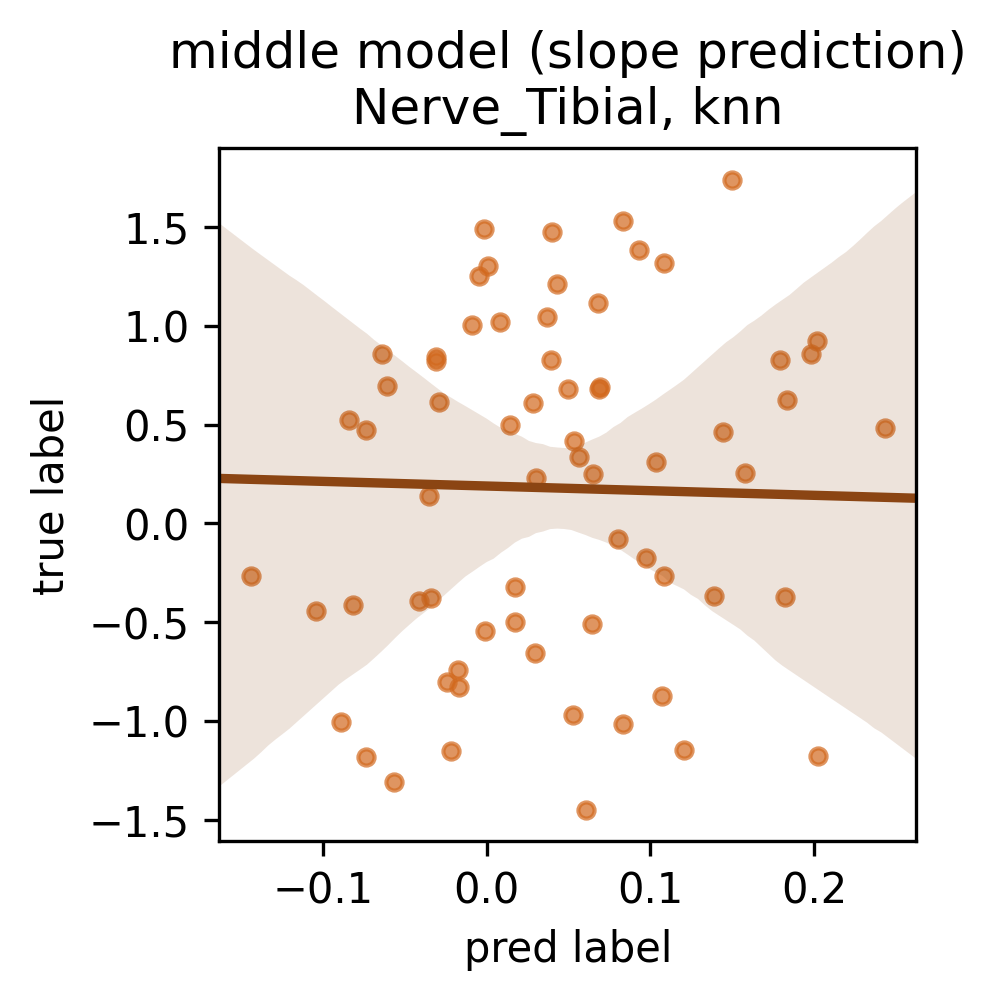 middle model (slope prediction)
Nerve_Tibial, knn
1.5
1.0
0.5
0.0
−0.5
−1.0
−1.5
true label
−0.1
0.0
0.1
0.2
pred label